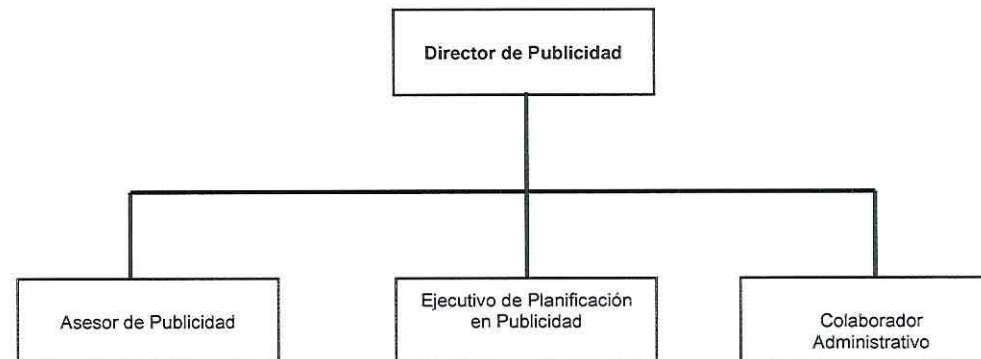 Director de Publicidad
Asesor de Publicidad
Ejecutivo de Planificación
en Publicidad
Colaborador
Administrativo